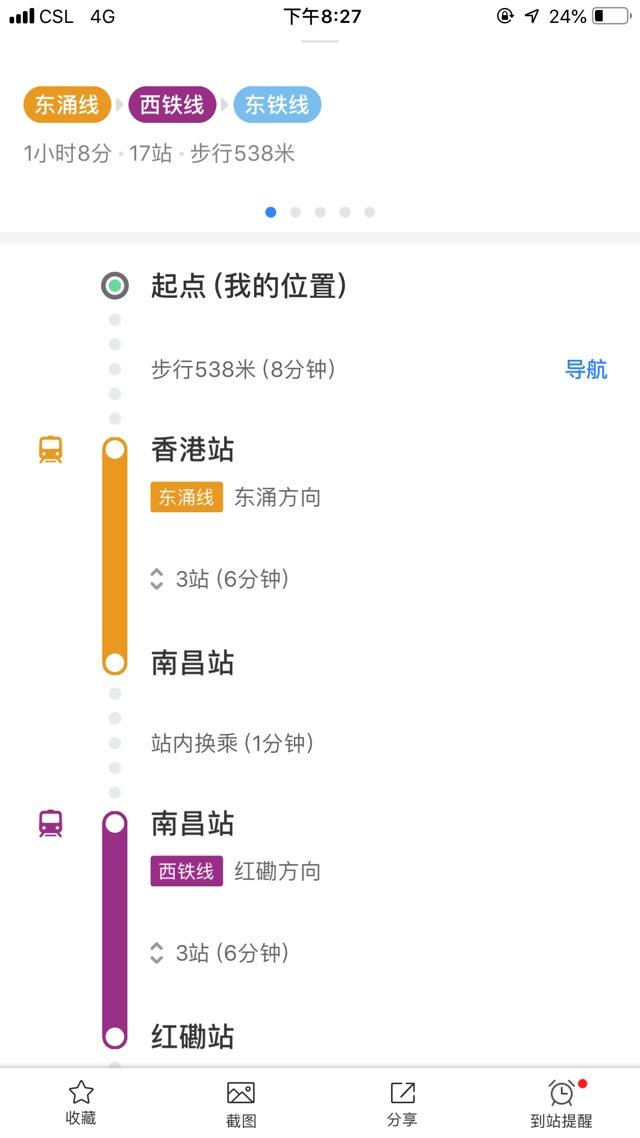 CSL 4G 下午8:27 24%
东涌线 西铁线 东铁线
1小时8分 · 17站 · 步行538米
起点 (我的位置)
步行538米 (8分钟) 导航
香港站
东涌线 东涌方向
3站 (6分钟)
南昌站
站内换乘 (1分钟)
南昌站
西铁线 红磡方向
3站 (6分钟)
红磡站
收藏 截图 分享 到站提醒